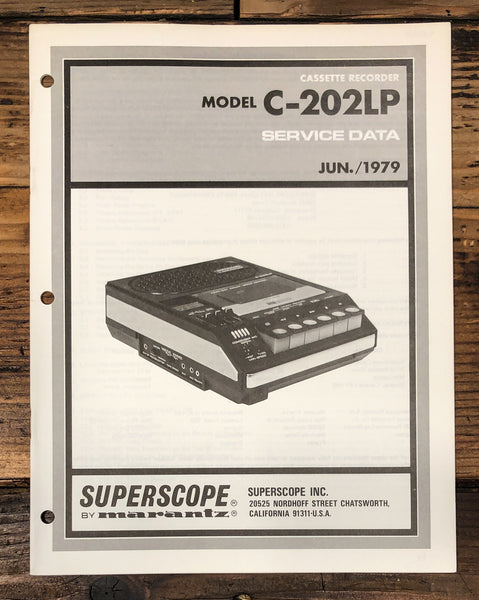 CASSETTE RECORDER
MODEL C-202LP
SERVICE DATA
JUN./1979
SUPERSCOPE®
BY marantz®
SUPERSCOPE INC.
20525 NORDHOFF STREET CHATSWORTH,
CALIFORNIA 91311·U.S.A.